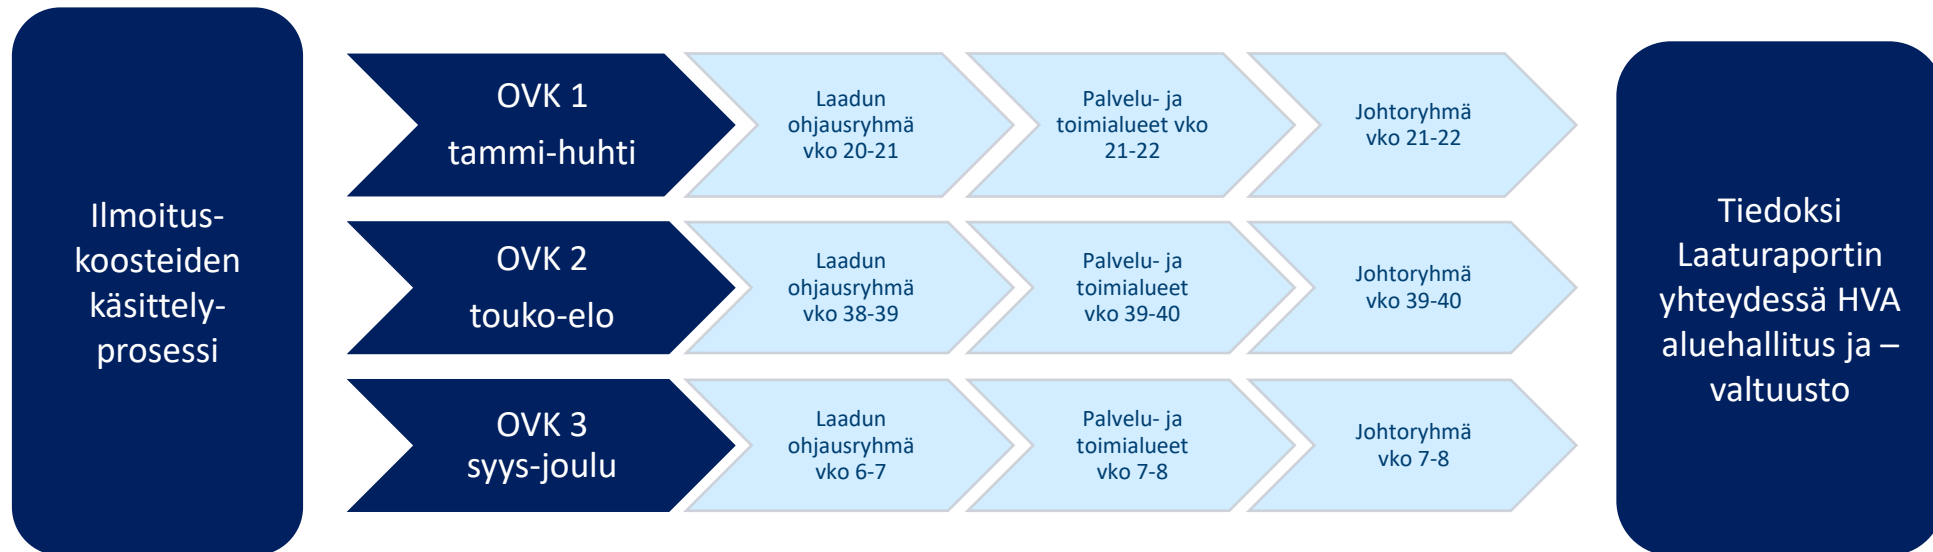 Ilmoitus-
koosteiden
käsittely-
prosessi
OVK 1
tammi-huhti
Laadun
ohjausryhmä
vko 20-21
Palvelu- ja
toimialueet vko
21-22
Johtoryhmä
vko 21-22
OVK 2
touko-elo
Laadun
ohjausryhmä
vko 38-39
Palvelu- ja
toimialueet
vko 39-40
Johtoryhmä
vko 39-40
OVK 3
syys-joulu
Laadun
ohjausryhmä
vko 6-7
Palvelu- ja
toimialueet
vko 7-8
Johtoryhmä
vko 7-8
Tiedoksi
Laaturaportin
yhteydessä HVA
aluehallitus ja –
valtuusto